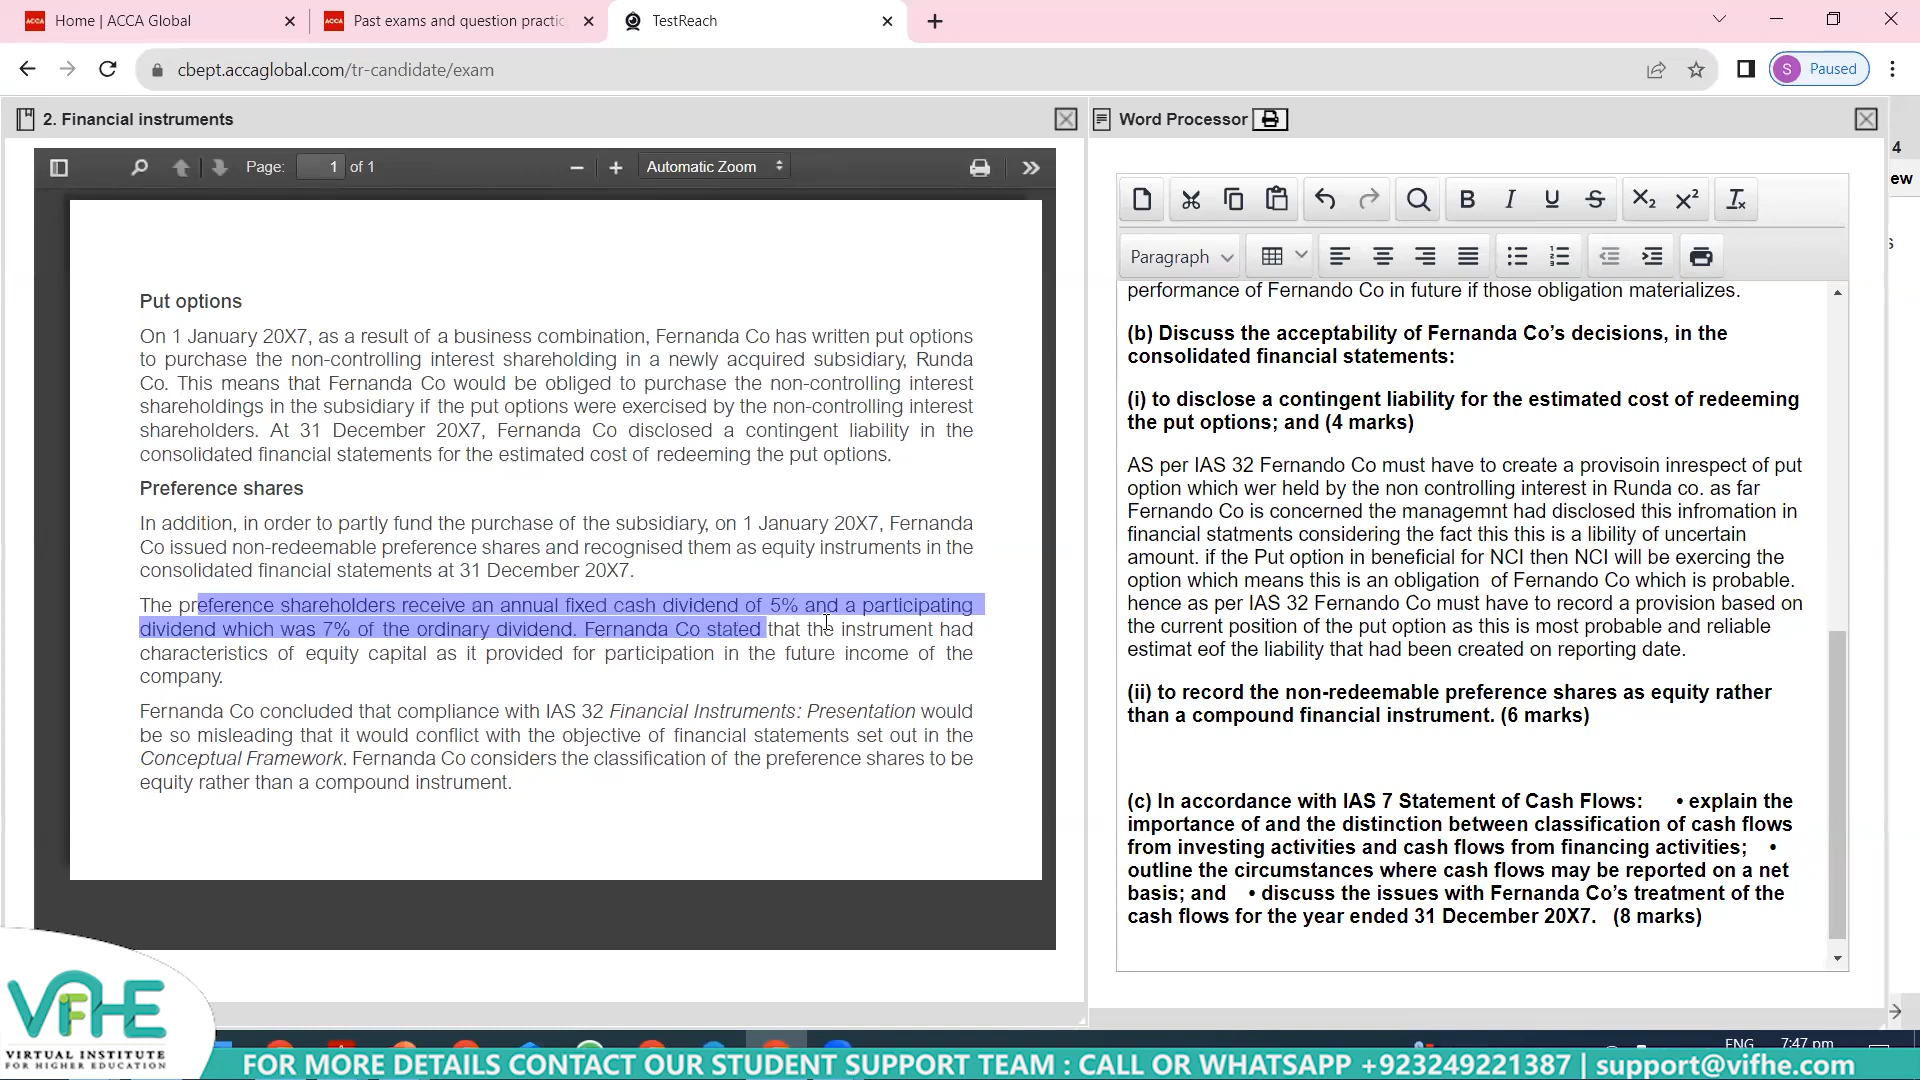 Home | ACCA Global
Past exams and question practic
TestReach
cbept.accaglobal.com/tr-candidate/exam
S Paused
2. Financial instruments
Word Processor
4
ew
Page: 1 of 1
Automatic Zoom
Paragraph
Put options
On 1 January 20X7, as a result of a business combination, Fernanda Co has written put options
to purchase the non-controlling interest shareholding in a newly acquired subsidiary, Runda
Co. This means that Fernanda Co would be obliged to purchase the non-controlling interest
shareholdings in the subsidiary if the put options were exercised by the non-controlling interest
shareholders. At 31 December 20X7, Fernanda Co disclosed a contingent liability in the
consolidated financial statements for the estimated cost of redeeming the put options.
Preference shares
In addition, in order to partly fund the purchase of the subsidiary, on 1 January 20X7, Fernanda
Co issued non-redeemable preference shares and recognised them as equity instruments in the
consolidated financial statements at 31 December 20X7.
The preference shareholders receive an annual fixed cash dividend of 5% and a participating
dividend which was 7% of the ordinary dividend. Fernanda Co stated that the instrument had
characteristics of equity capital as it provided for participation in the future income of the
company.
Fernanda Co concluded that compliance with IAS 32 Financial Instruments: Presentation would
be so misleading that it would conflict with the objective of financial statements set out in the
Conceptual Framework. Fernanda Co considers the classification of the preference shares to be
equity rather than a compound instrument.
performance of Fernando Co in future if those obligation materializes.
(b) Discuss the acceptability of Fernanda Co's decisions, in the
consolidated financial statements:
(i) to disclose a contingent liability for the estimated cost of redeeming
the put options; and (4 marks)
AS per IAS 32 Fernando Co must have to create a provisoin inrespect of put
option which wer held by the non controlling interest in Runda co. as far
Fernando Co is concerned the managemnt had disclosed this infromation in
financial statments considering the fact this this is a libility of uncertain
amount. if the Put option in beneficial for NCI then NCI will be exercing the
option which means this is an obligation of Fernando Co which is probable.
hence as per IAS 32 Fernando Co must have to record a provision based on
the current position of the put option as this is most probable and reliable
estimat eof the liability that had been created on reporting date.
(ii) to record the non-redeemable preference shares as equity rather
than a compound financial instrument. (6 marks)
(c) In accordance with IAS 7 Statement of Cash Flows: • explain the
importance of and the distinction between classification of cash flows
from investing activities and cash flows from financing activities; •
outline the circumstances where cash flows may be reported on a net
basis; and • discuss the issues with Fernanda Co's treatment of the
cash flows for the year ended 31 December 20X7. (8 marks)
ENG
7:47 pm
VIFHE
VIRTUAL INSTITUTE
FOR HIGHER EDUCATION
FOR MORE DETAILS CONTACT OUR STUDENT SUPPORT TEAM : CALL OR WHATSAPP +923249221387 | support@vifhe.com